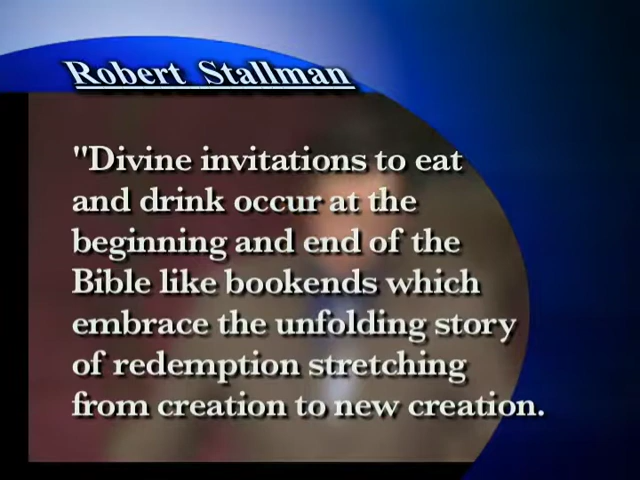 Robert Stallman
"Divine invitations to eat
and drink occur at the
beginning and end of the
Bible like bookends which
embrace the unfolding story
of redemption stretching
from creation to new creation.